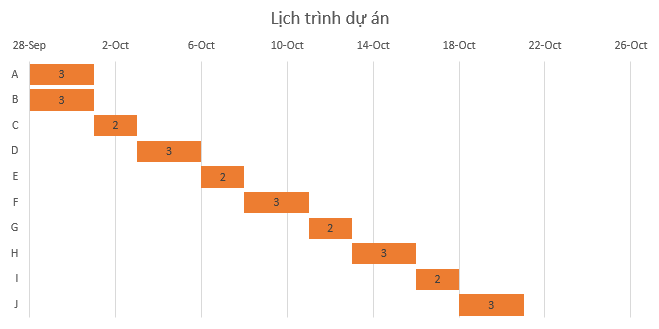 Lịch trình dự án
28-Sep 2-Oct 6-Oct 10-Oct 14-Oct 18-Oct 22-Oct 26-Oct
A 3
B 3
C 2
D 3
E 2
F 3
G 2
H 3
I 2
J 3